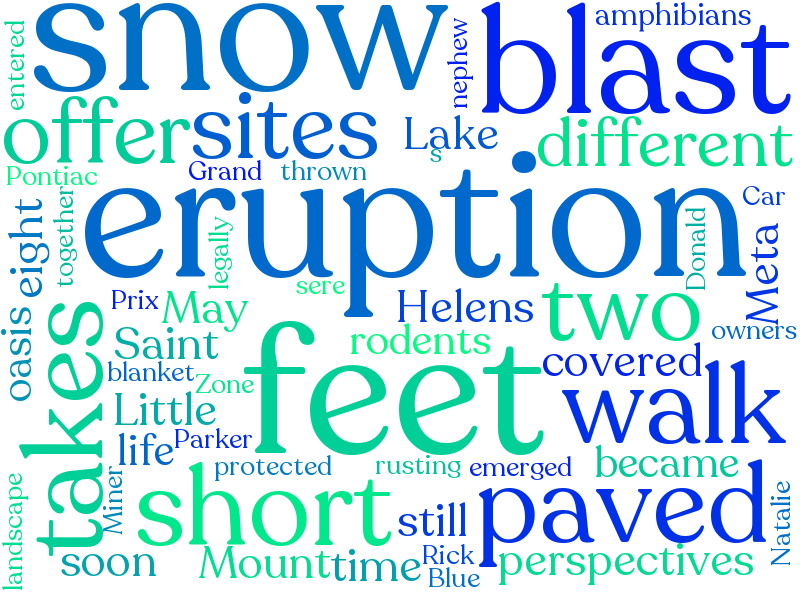 snow
blast
amphibians
nephew
entered
offer
sites
Lake
s
different
Pontiac
Grand
thrown
eruption
Car
together
eight
legally
Donald
Meta
oasis
sere
Prix
May
Helens
two
owners
takes
Saint
rodents
feet
covered
blanket
Zone
walk
Little
life
Parker
became
protected
rusting
emerged
landscape
Miner
short
still
paved
Natalie
soon
Mount
time
Rick
Blue
perspectives